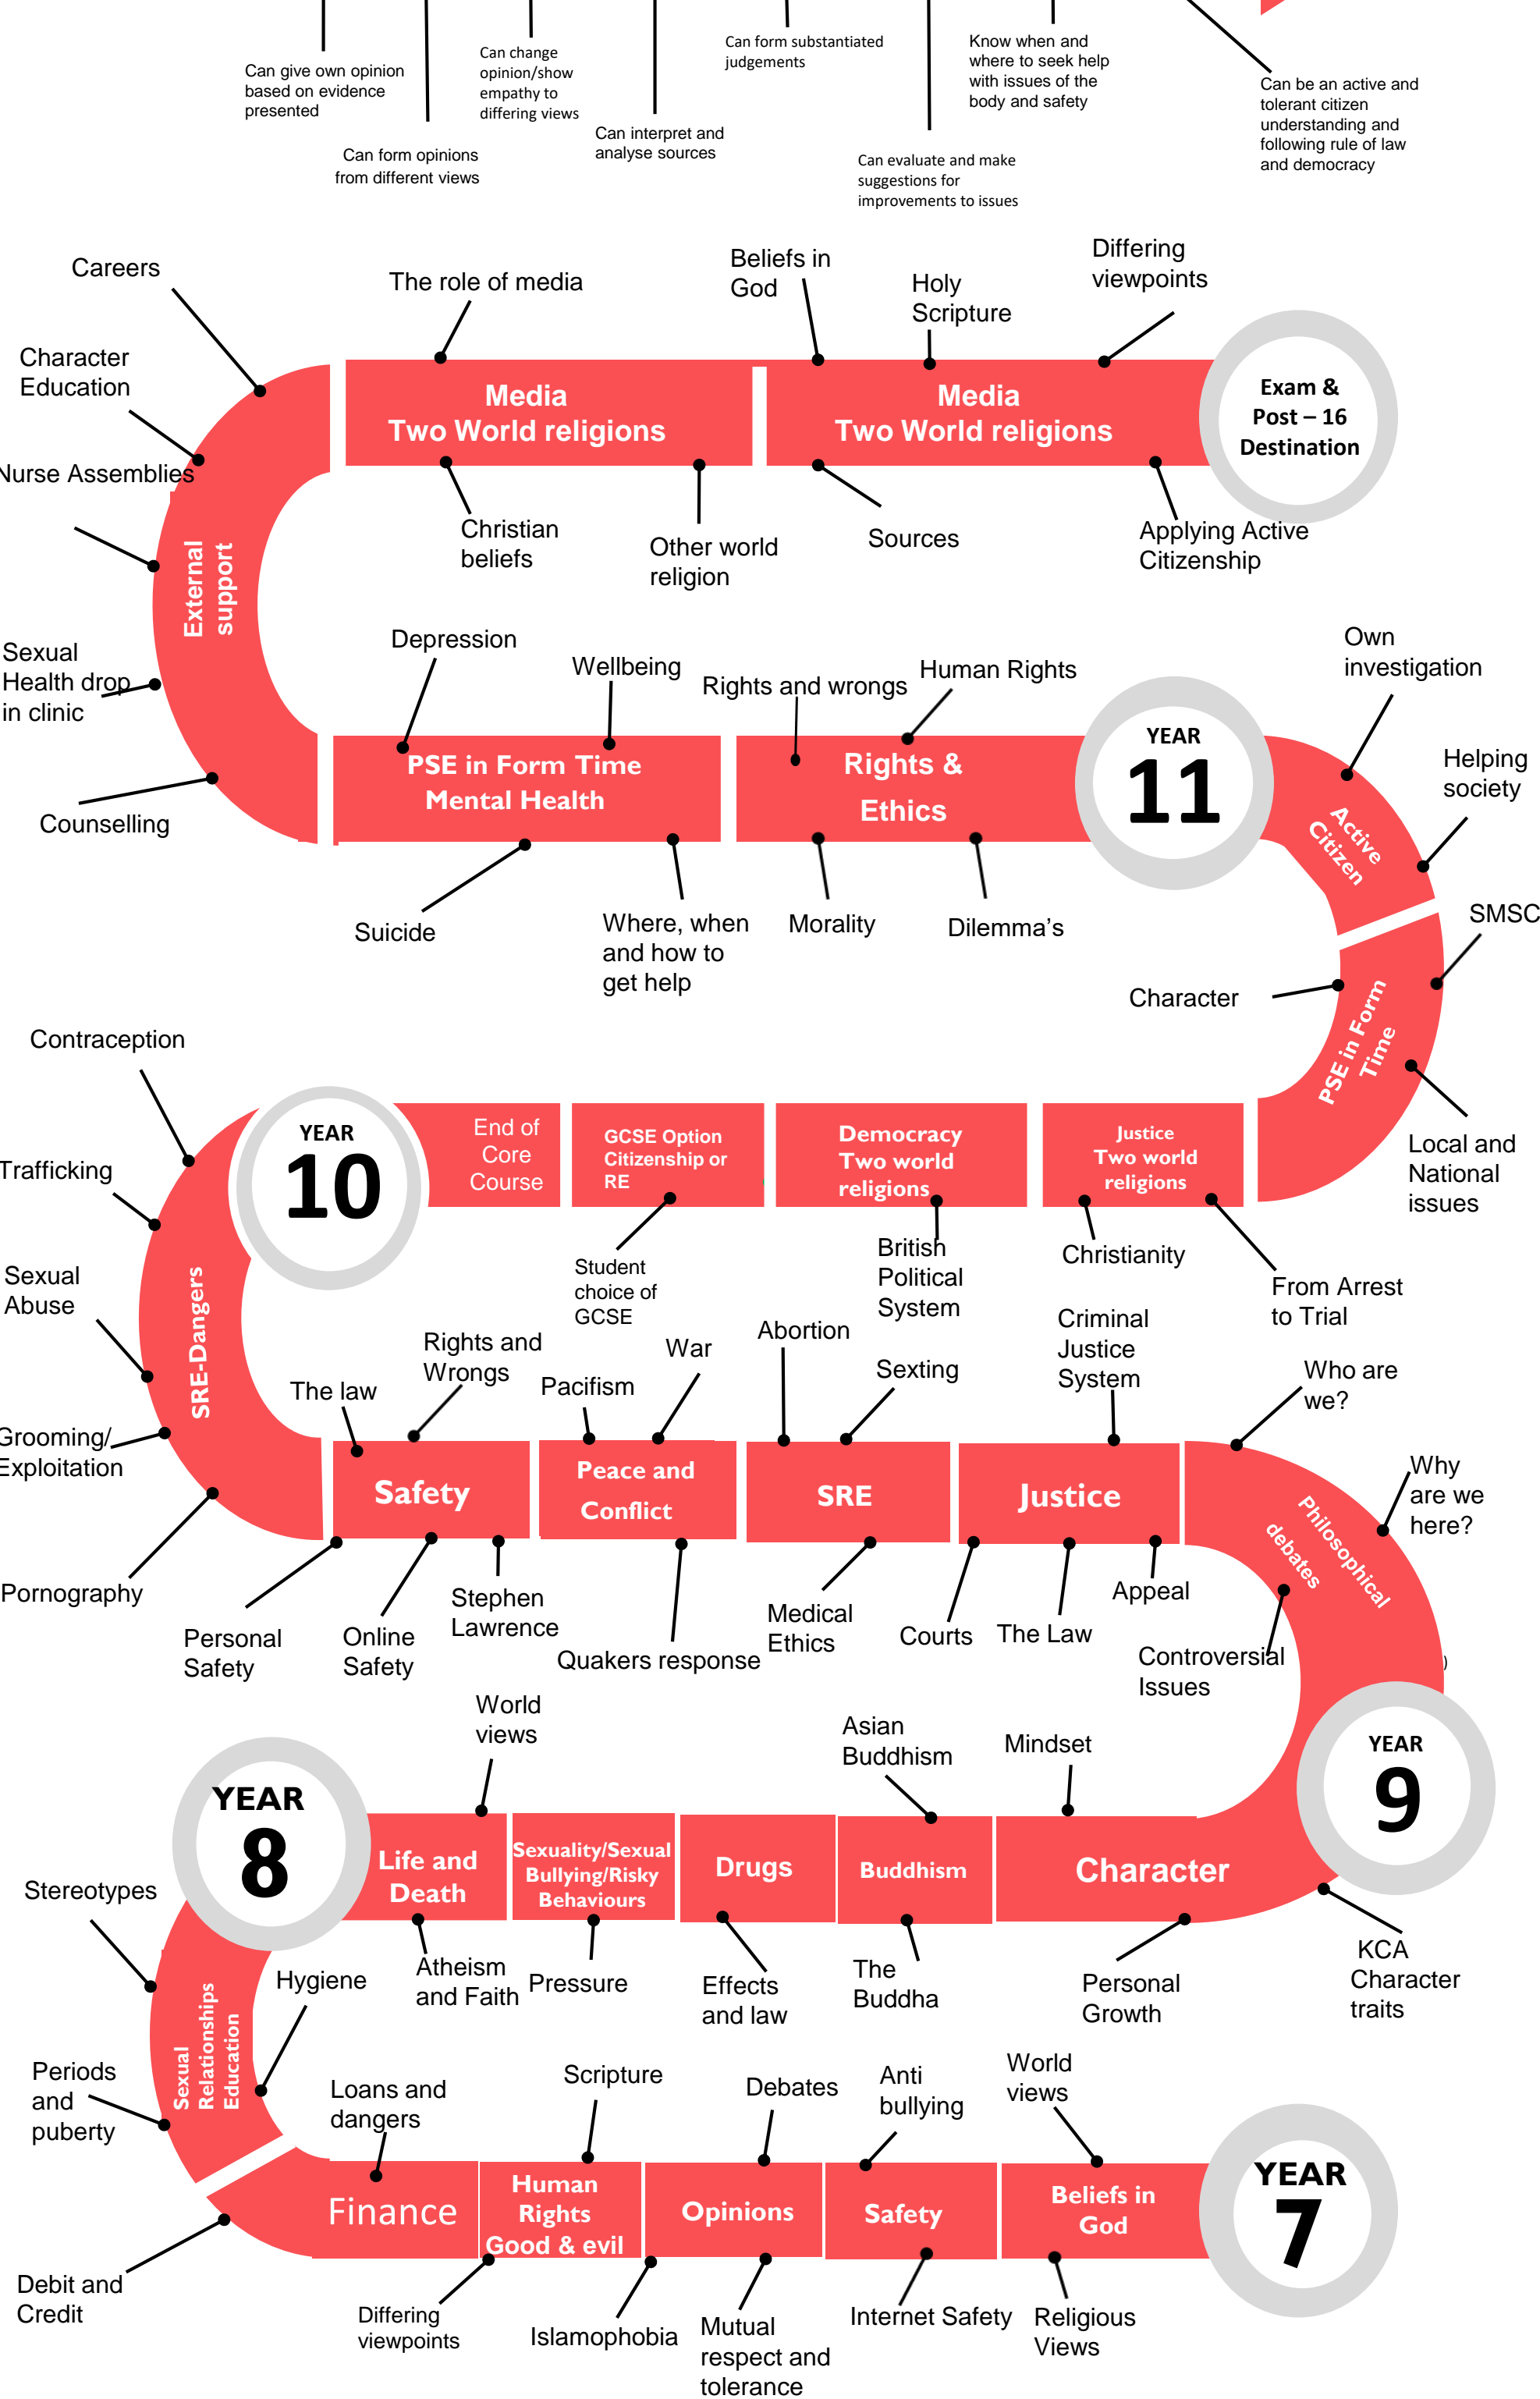 Can give own opinion
based on evidence
presented
Can form opinions
from different views
Can change
opinion/show
empathy to
differing views
Can interpret and
analyse sources
Can form substantiated
judgements
Can evaluate and make
suggestions for
improvements to issues
Know when and
where to seek help
with issues of the
body and safety
Can be an active and
tolerant citizen
understanding and
following rule of law
and democracy
Careers
The role of media
Beliefs in
God
Holy
Scripture
Differing
viewpoints
Character
Education
Nurse Assemblies
Media
Two World religions
Media
Two World religions
Exam &
Post – 16
Destination
Christian
beliefs
Other world
religion
Sources
Applying Active
Citizenship
External
support
Sexual
Health drop
in clinic
Counselling
Depression
Wellbeing
Rights and wrongs
Human Rights
Own
investigation
Helping
society
PSE in Form Time
Mental Health
Rights &
Ethics
YEAR
11
Active
Citizen
SMSC
Suicide
Where, when
and how to
get help
Morality
Dilemma's
Character
PSE in Form
Time
Local and
National
issues
Contraception
Trafficking
Sexual
Abuse
Grooming/
Exploitation
Pornography
YEAR
10
End of
Core
Course
GCSE Option
Citizenship or
RE
Democracy
Two world
religions
Justice
Two world
religions
Student
choice of
GCSE
British
Political
System
Christianity
From Arrest
to Trial
SRE-Dangers
The law
Rights and
Wrongs
Pacifism
War
Abortion
Sexting
Criminal
Justice
System
Who are
we?
Why
are we
here?
Safety
Peace and
Conflict
SRE
Justice
Philosophical
debates
Personal
Safety
Online
Safety
Stephen
Lawrence
Quakers response
Medical
Ethics
Courts
The Law
Appeal
Controversial
Issues
)
World
views
Asian
Buddhism
Mindset
YEAR
9
YEAR
8
Life and
Death
Sexuality/Sexual
Bullying/Risky
Behaviours
Drugs
Buddhism
Character
Stereotypes
Hygiene
Atheism
and Faith
Pressure
Effects
and law
The
Buddha
Personal
Growth
KCA
Character
traits
Sexual
Relationships
Education
Periods
and
puberty
Loans and
dangers
Scripture
Debates
Anti
bullying
World
views
Finance
Human
Rights
Good & evil
Opinions
Safety
Beliefs in
God
YEAR
7
Debit and
Credit
Differing
viewpoints
Islamophobia
Mutual
respect and
tolerance
Internet Safety
Religious
Views